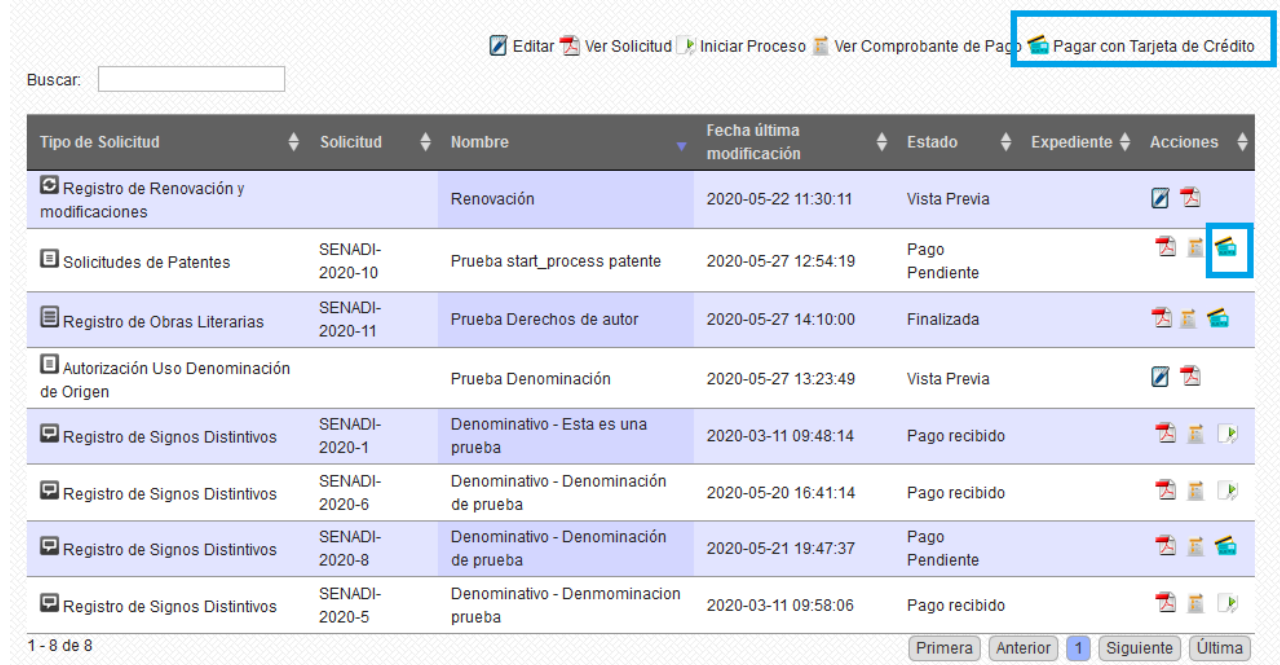 Editar Ver Solicitud Iniciar Proceso Ver Comprobante de Pago Pagar con Tarjeta de Crédito
Buscar:
Tipo de Solicitud Solicitud Nombre Fecha última modificación Estado Expediente Acciones
Registro de Renovación y modificaciones Renovación 2020-05-22 11:30:11 Vista Previa
Solicitudes de Patentes SENADI-2020-10 Prueba start_process patente 2020-05-27 12:54:19 Pago Pendiente
Registro de Obras Literarias SENADI-2020-11 Prueba Derechos de autor 2020-05-27 14:10:00 Finalizada
Autorización Uso Denominación de Origen Prueba Denominación 2020-05-27 13:23:49 Vista Previa
Registro de Signos Distintivos SENADI-2020-1 Denominativo - Esta es una prueba 2020-03-11 09:48:14 Pago recibido
Registro de Signos Distintivos SENADI-2020-6 Denominativo - Denominación de prueba 2020-05-20 16:41:14 Pago recibido
Registro de Signos Distintivos SENADI-2020-8 Denominativo - Denominación de prueba 2020-05-21 19:47:37 Pago Pendiente
Registro de Signos Distintivos SENADI-2020-5 Denominativo - Denmominacion prueba 2020-03-11 09:58:06 Pago recibido
1 - 8 de 8 Primera Anterior 1 Siguiente Última